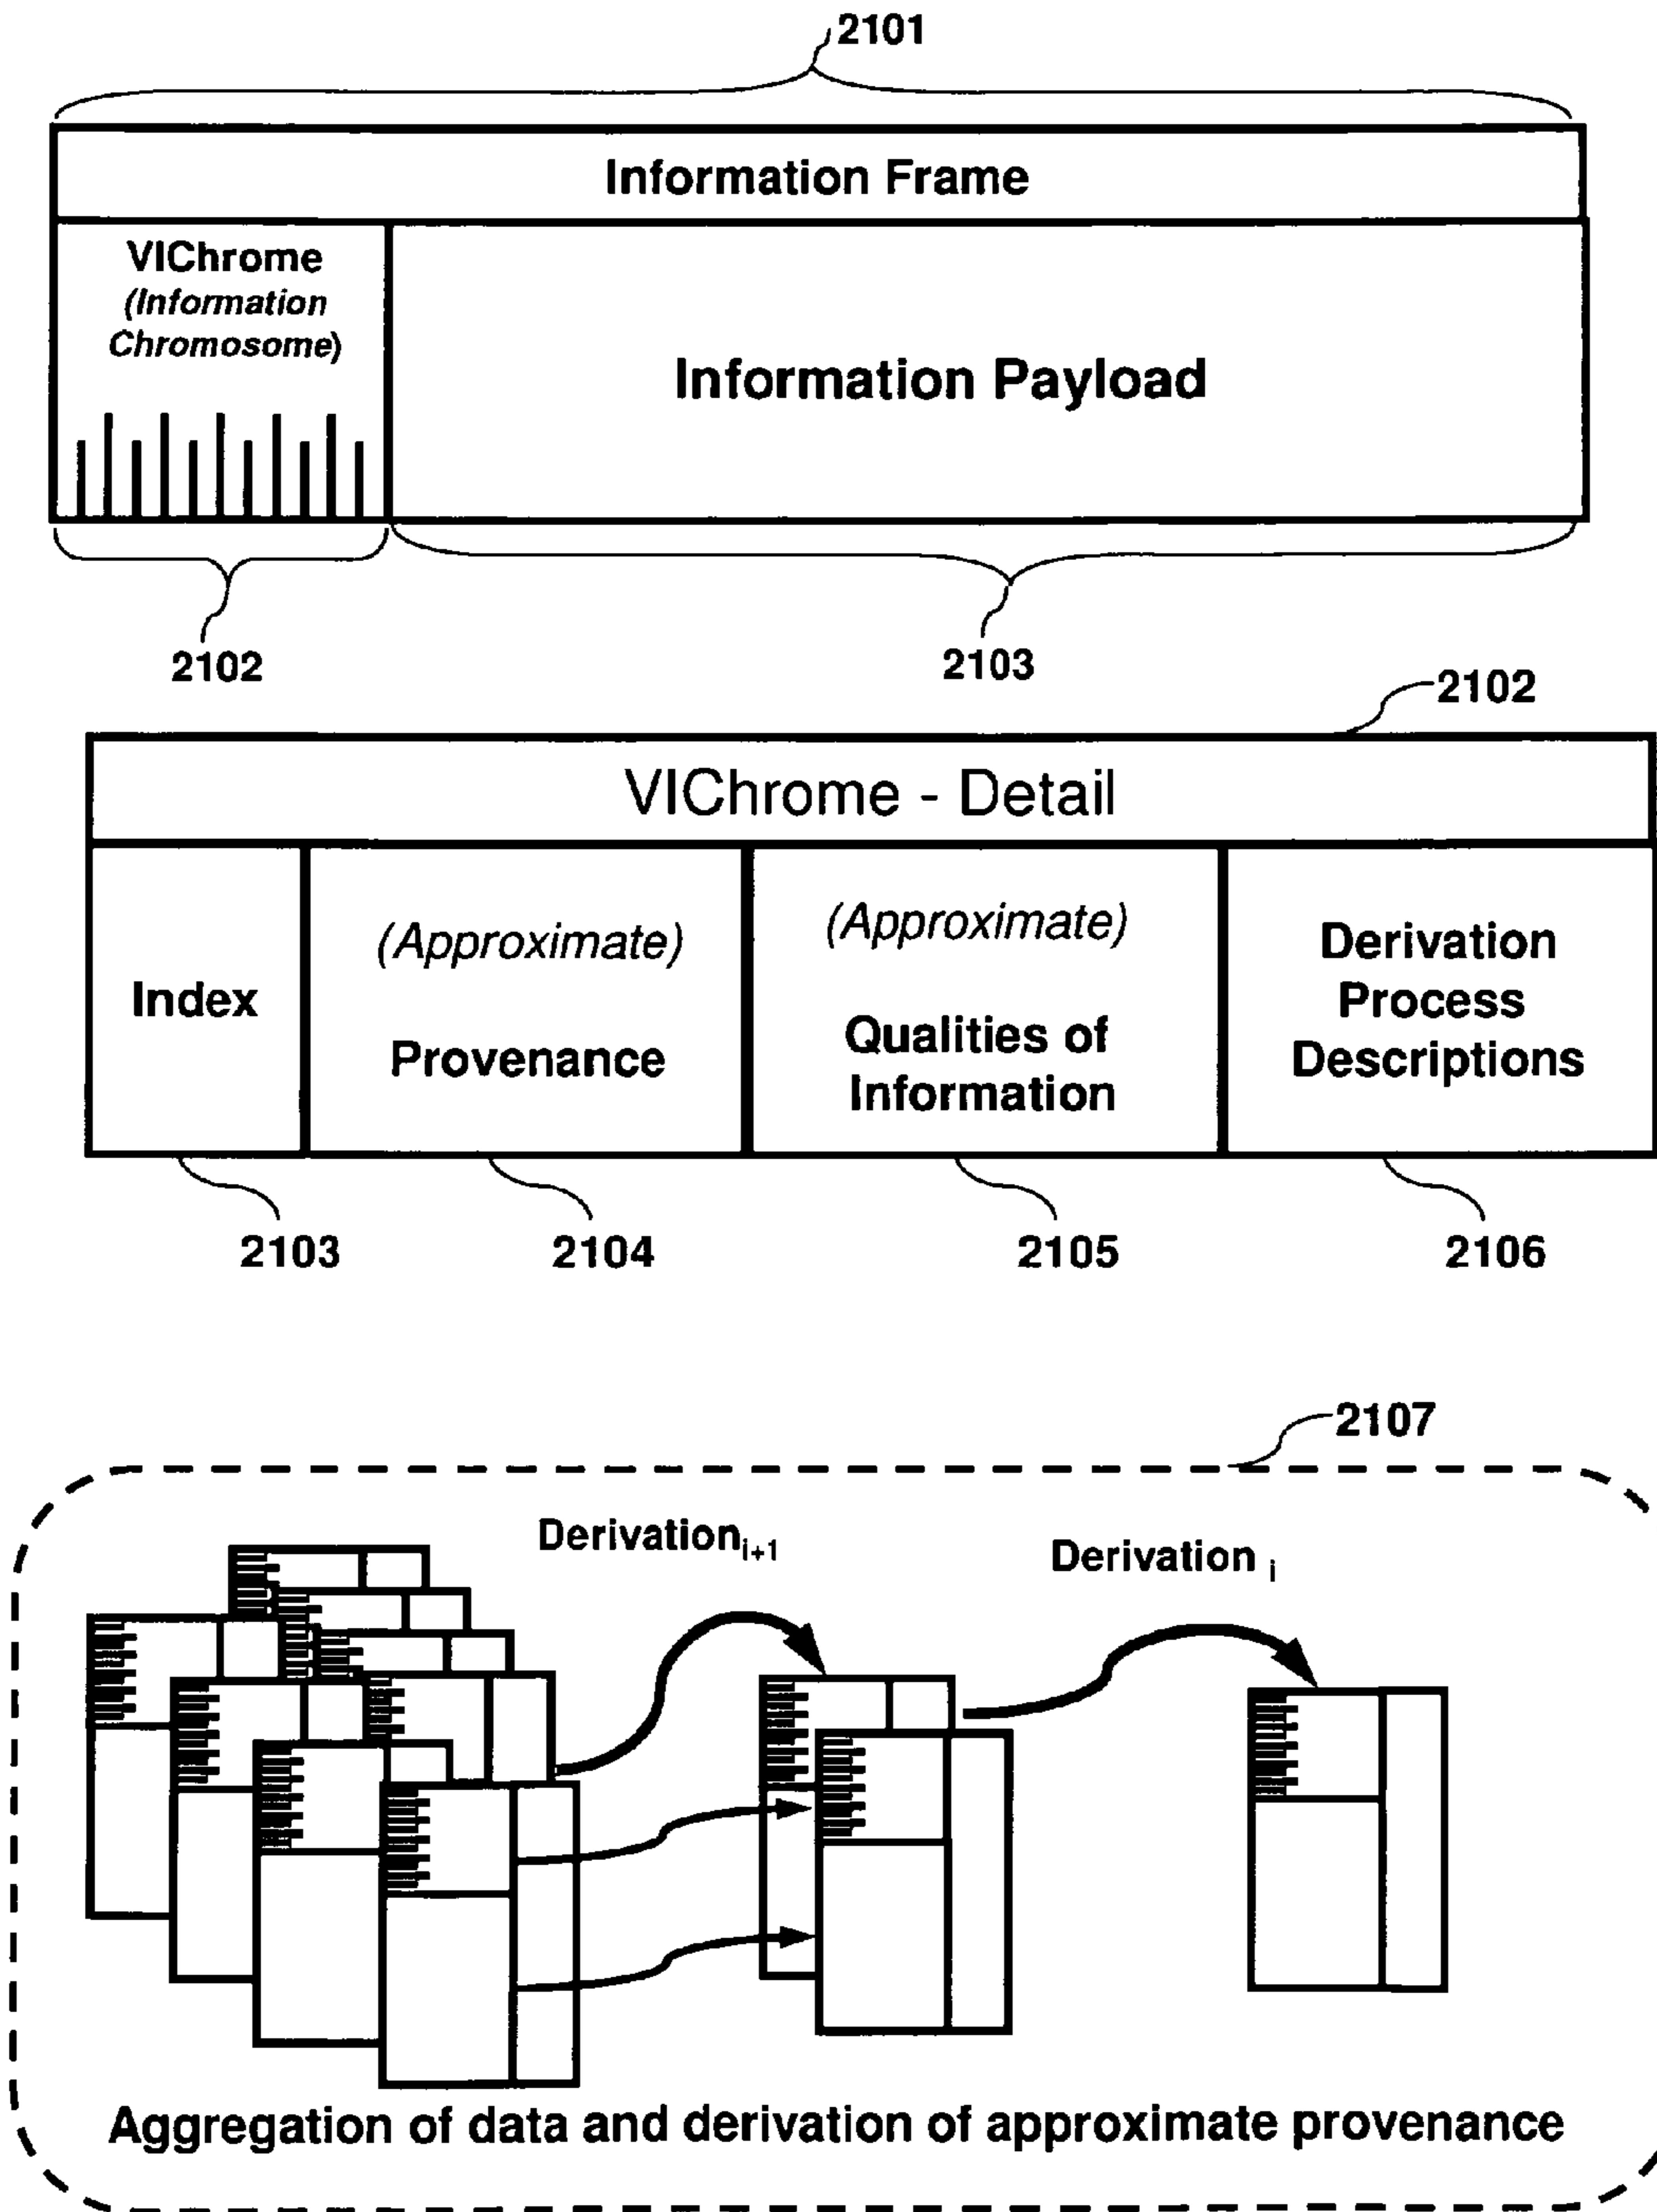 2101
Information Frame
VIChrome
(Information
Chromosome)
Information Payload
2102
2103
2102
VIChrome - Detail
Index
(Approximate)
Provenance
(Approximate)
Qualities of
Information
Derivation
Process
Descriptions
2103
2104
2105
2106
2107
Derivation i+1
Derivation i
Aggregation of data and derivation of approximate provenance